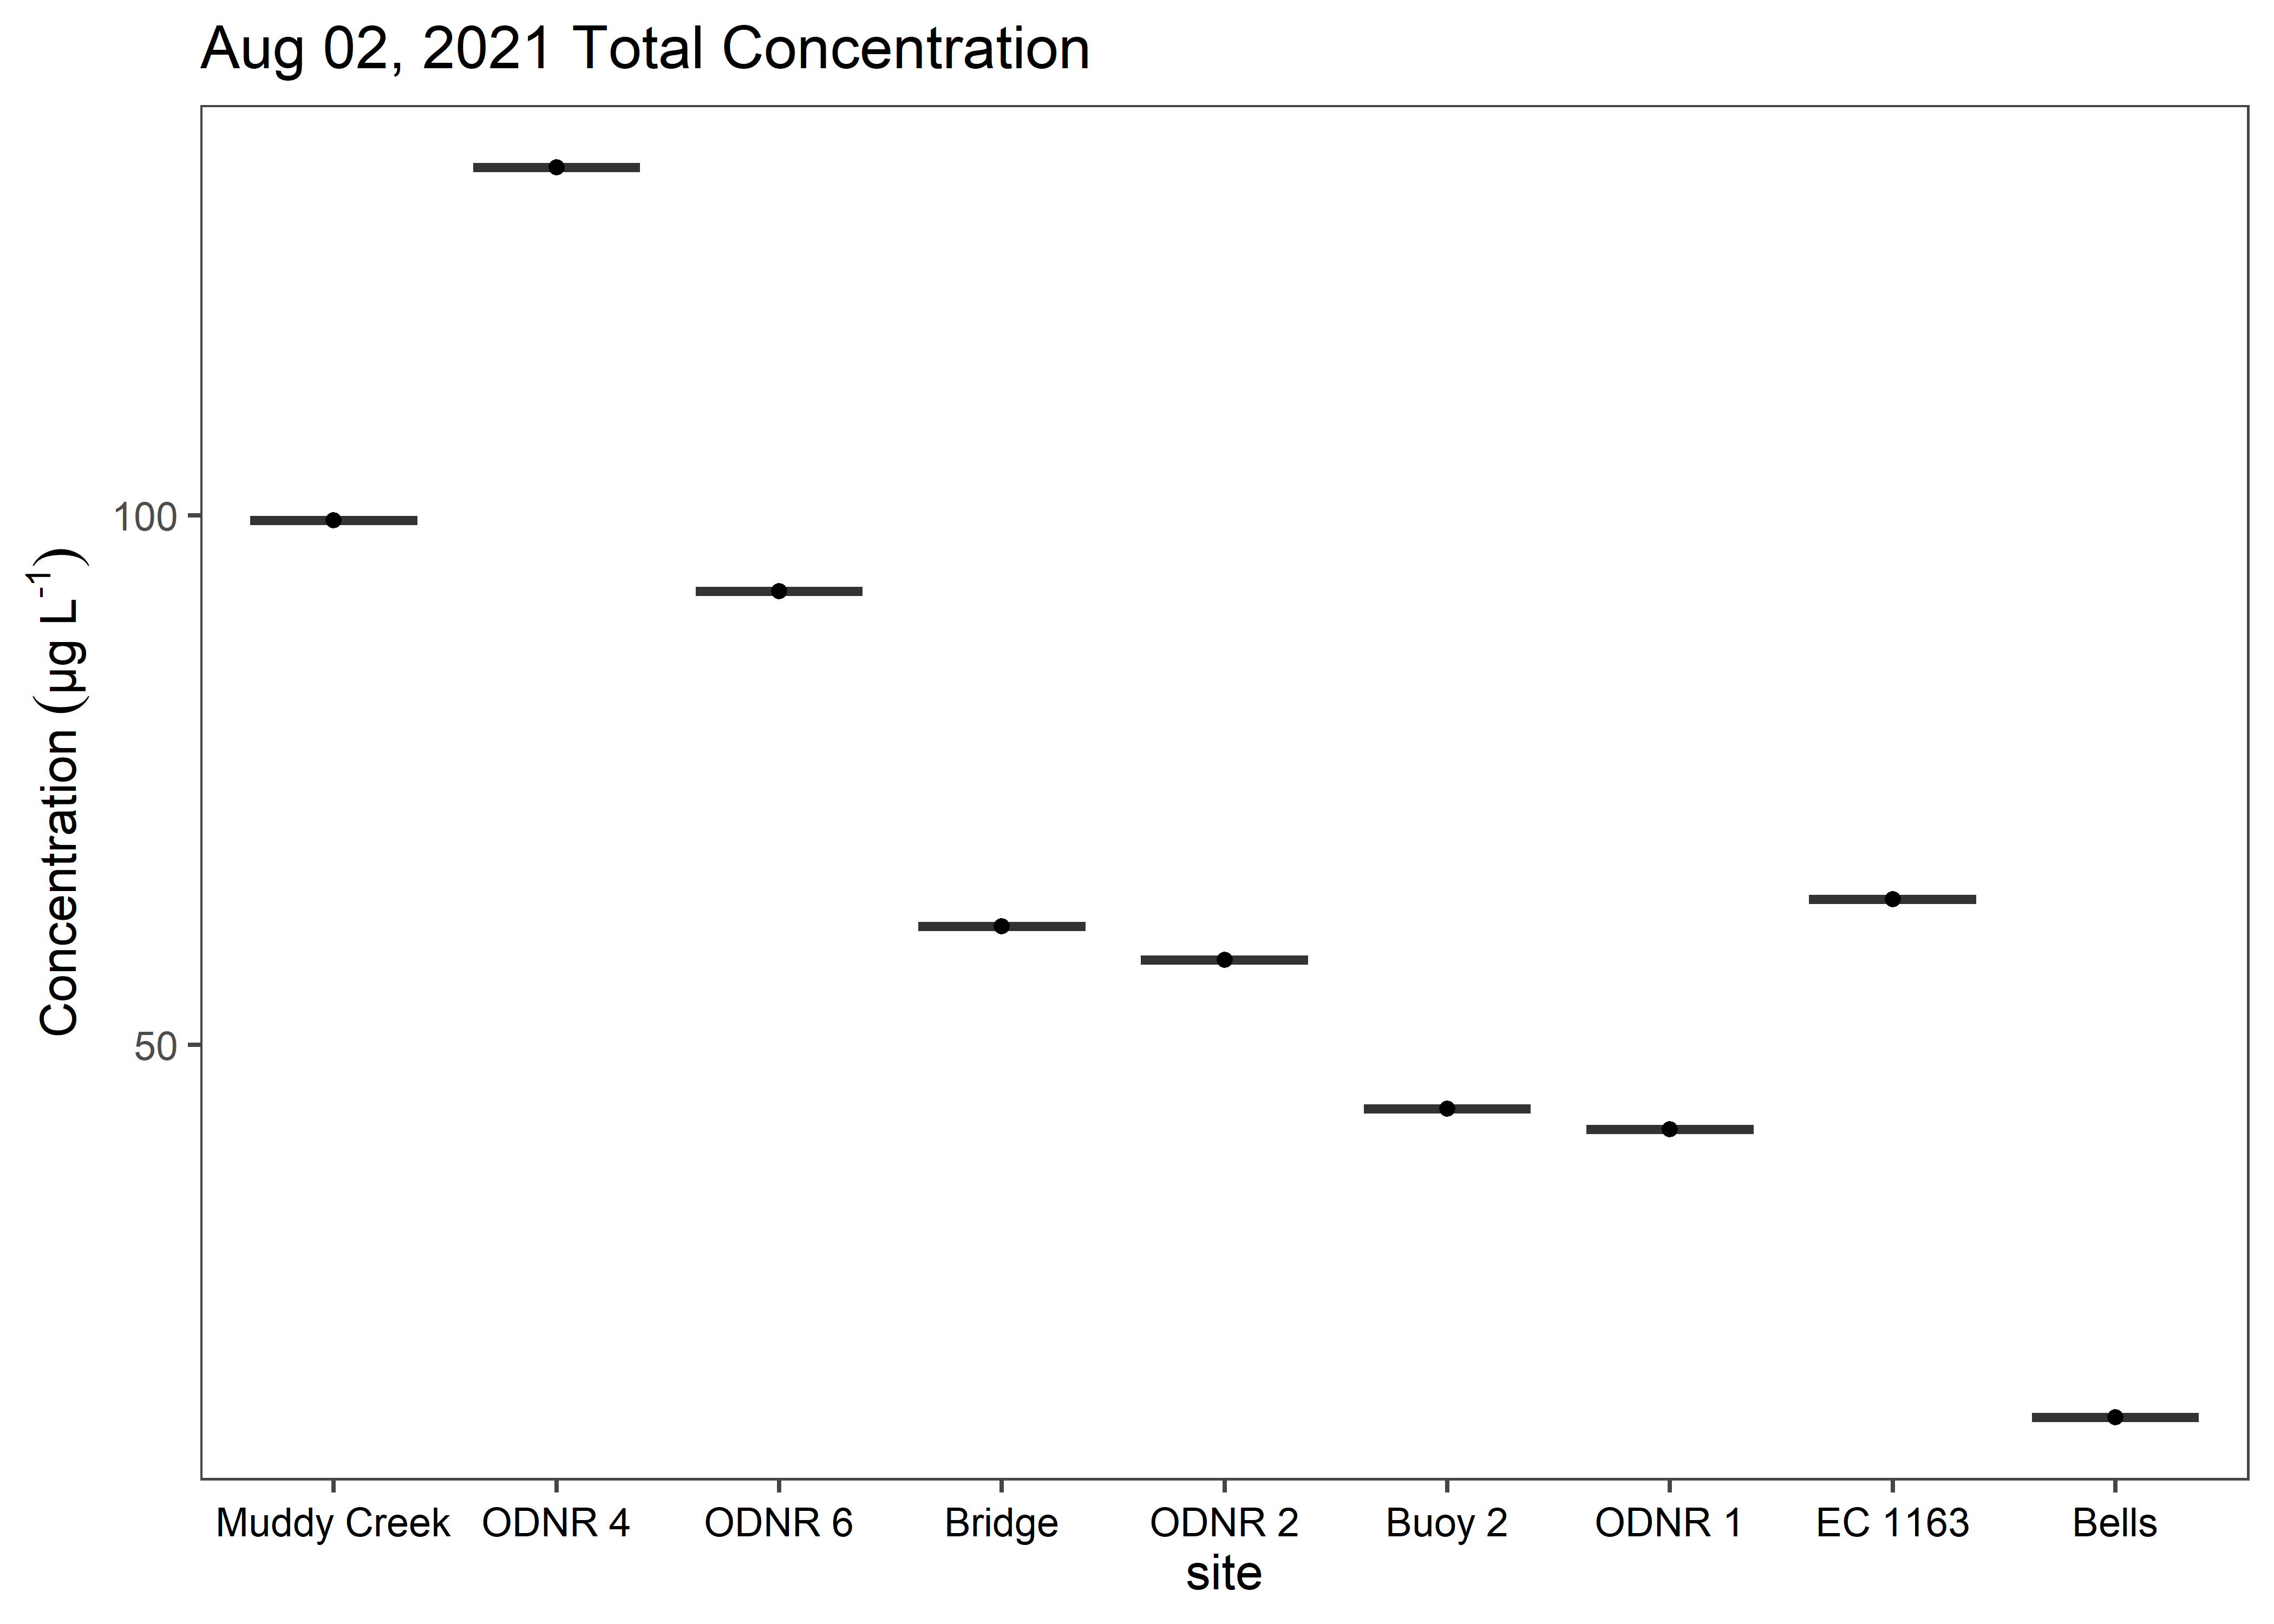 Aug 02, 2021 Total Concentration
Concentration (µg L⁻¹)
100
50
Muddy Creek ODNR 4 ODNR 6 Bridge ODNR 2 Buoy 2 ODNR 1 EC 1163 Bells
site